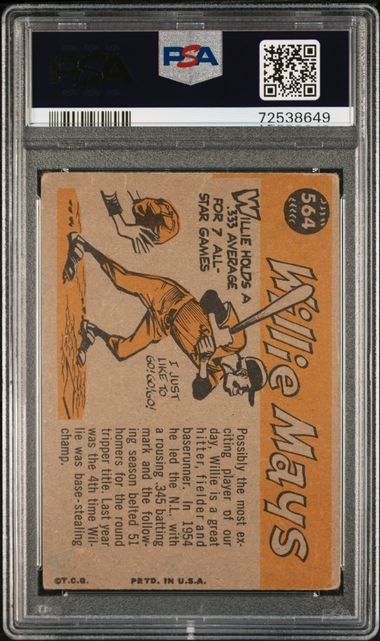 PSA
PSA
72538649
564
Willie Mays
WILLIE HOLDS A
.333 AVERAGE
FOR 7 ALL-
STAR GAMES
I JUST
LIKE TO
GO! GO! GO!
Possibly the most ex-
citing player of our
day, Willie is a great
hitter, fielder and
baserunner. In 1954
he led the N.L. with
a rousing .345 batting
mark and the follow-
ing season belted 51
homers for the round
tripper title. Last year
was the 4th time Wil-
lie was base-stealing
champ.
©T.C.G. PRTD. IN U.S.A.